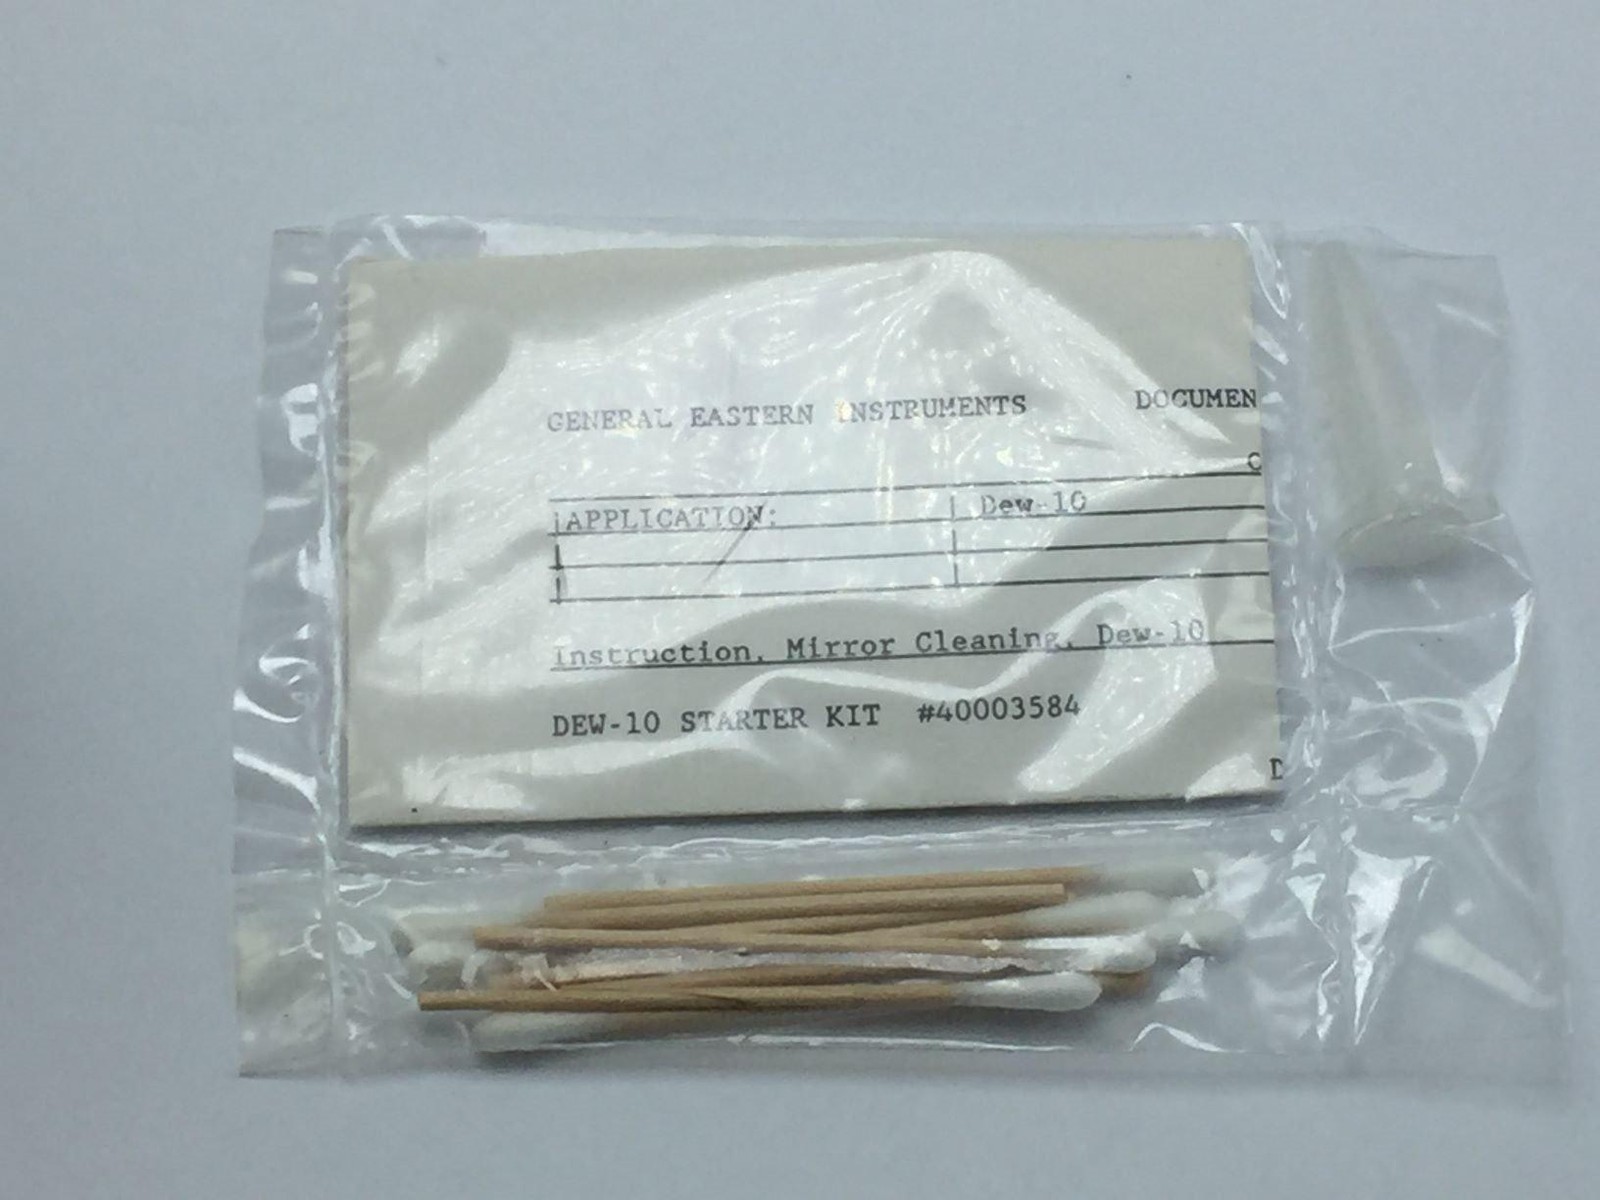 GENERAL EASTERN INSTRUMENTS DOCUMEN
C
APPLICATION: Dew-10
Instruction, Mirror Cleaning, Dew-10
DEW-10 STARTER KIT #40003584
D